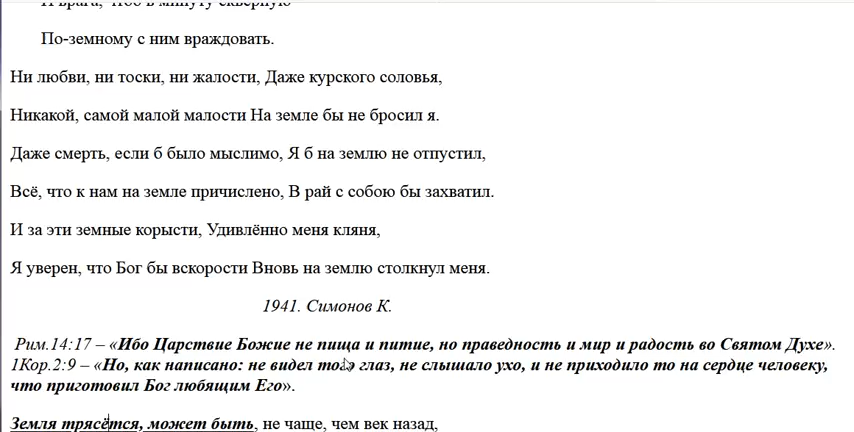 И врага, чтоб в минуту скверную
По-земному с ним враждовать.
Ни любви, ни тоски, ни жалости, Даже курского соловья,
Никакой, самой малой малости На земле бы не бросил я.
Даже смерть, если б было мыслимо, Я б на землю не отпустил,
Всё, что к нам на земле причислено, В рай с собою бы захватил.
И за эти земные корысти, Удивлённо меня кляня,
Я уверен, что Бог бы вскорости Вновь на землю столкнул меня.
1941. Симонов К.
Рим.14:17 – «Ибо Царствие Божие не пища и питие, но праведность и мир и радость во Святом Духе».
1Кор.2:9 – «Но, как написано: не видел того глаз, не слышало ухо, и не приходило то на сердце человеку,
что приготовил Бог любящим Его».
Земля трясётся, может быть, не чаще, чем век назад,